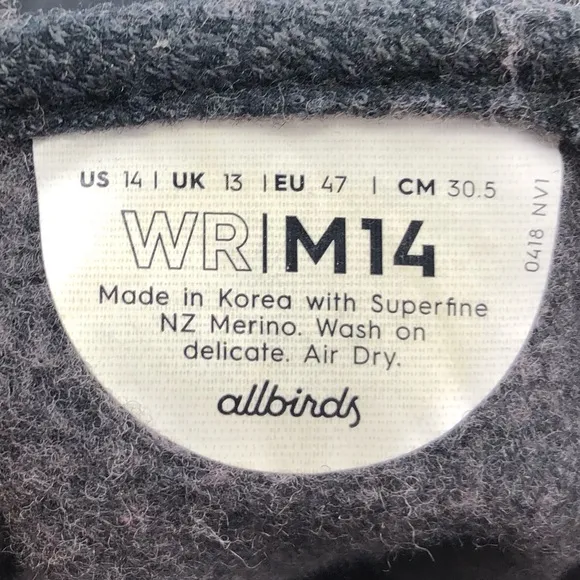 US 14 | UK 13 | EU 47 | CM 30.5
WR|M14
Made in Korea with Superfine
NZ Merino. Wash on
delicate. Air Dry.
allbirds
0418 NV1